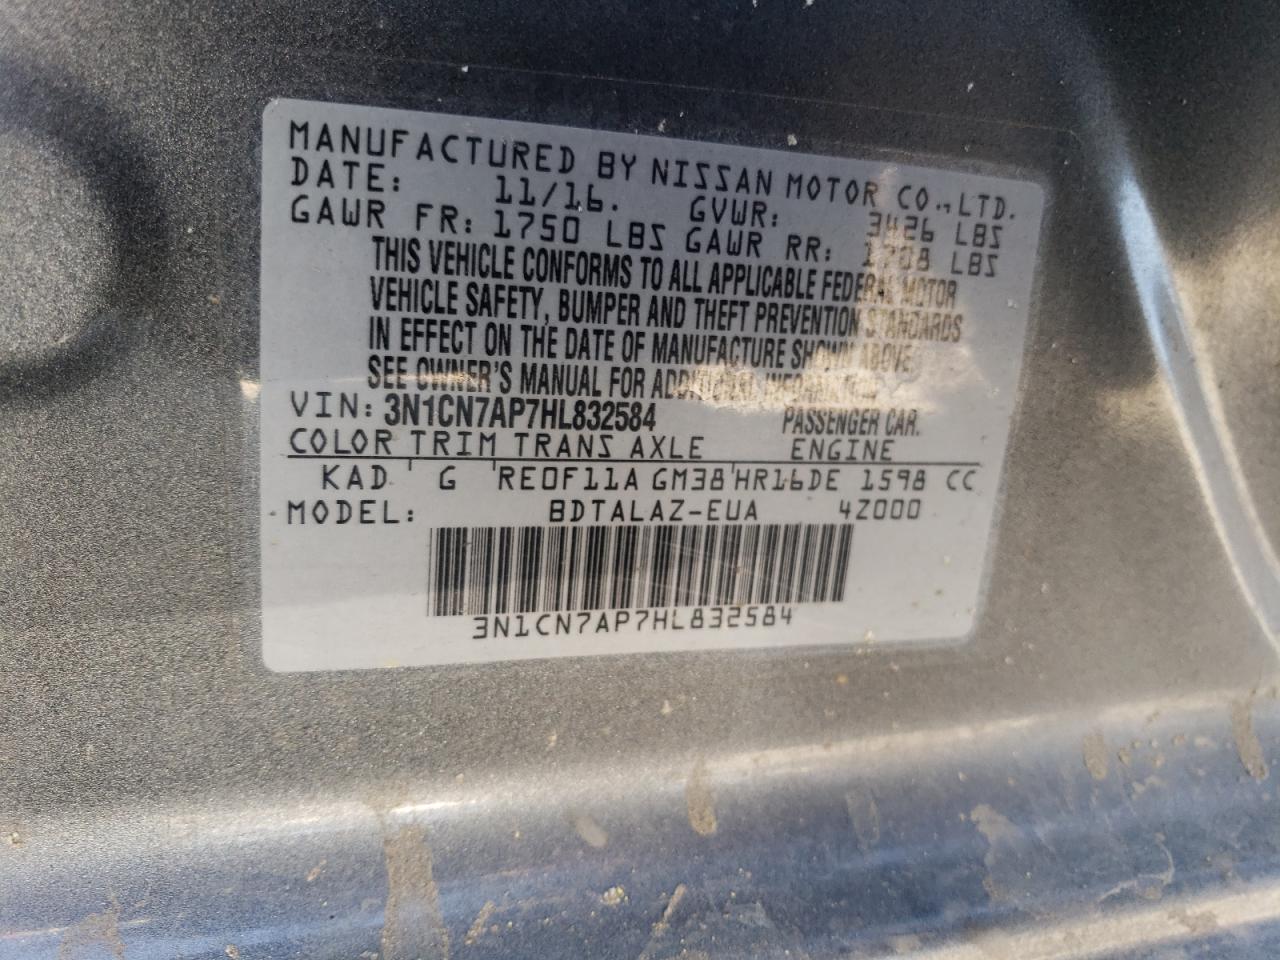 MANUFACTURED BY NISSAN MOTOR CO.,LTD.
DATE: 11/16. GVWR: 3426 LBS
GAWR FR: 1750 LBS GAWR RR: 1708 LBS
THIS VEHICLE CONFORMS TO ALL APPLICABLE FEDERAL MOTOR
VEHICLE SAFETY, BUMPER AND THEFT PREVENTION STANDARDS
IN EFFECT ON THE DATE OF MANUFACTURE SHOWN ABOVE.
SEE OWNER'S MANUAL FOR ADDITIONAL INFORMATION.
VIN: 3N1CN7AP7HL832584 PASSENGER CAR.
COLOR TRIM TRANS AXLE ENGINE
KAD G RE0F11A GM38 HR16DE 1598 CC
MODEL: BDTALAZ-EUA 4Z000
3N1CN7AP7HL832584